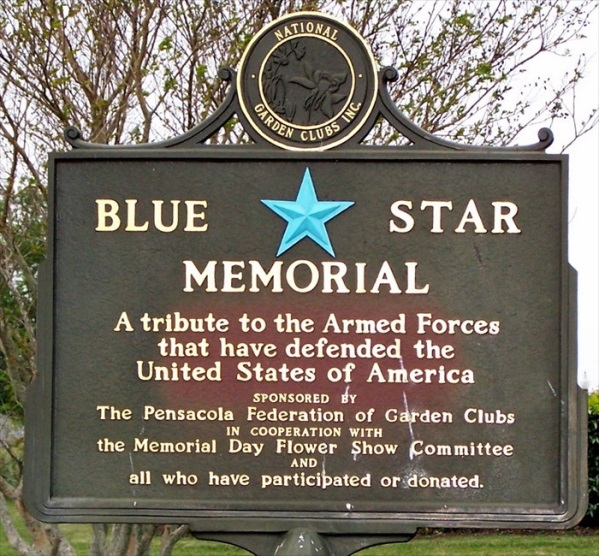 NATIONAL
GARDEN CLUBS INC.
BLUE STAR
MEMORIAL
A tribute to the Armed Forces
that have defended the
United States of America
SPONSORED BY
The Pensacola Federation of Garden Clubs
IN COOPERATION WITH
the Memorial Day Flower Show Committee
AND
all who have participated or donated.